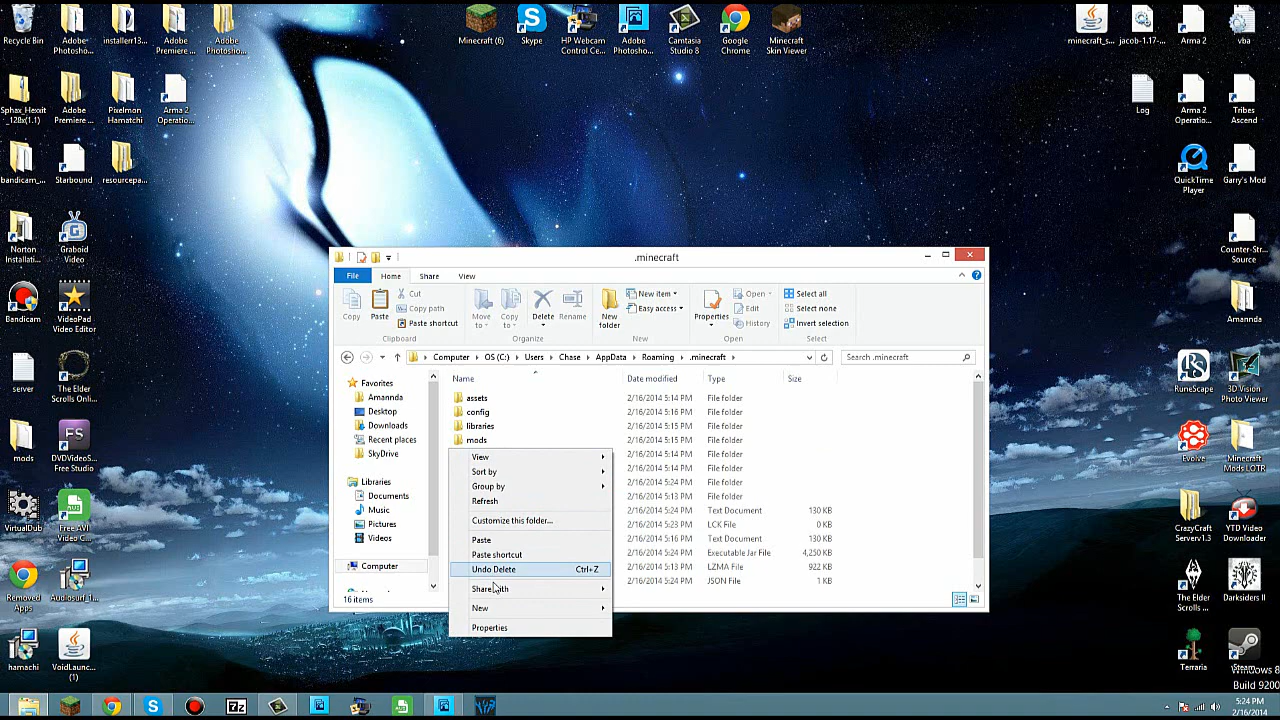 Recycle Bin
Adobe Photosho...
installerr13...
Adobe Premiere ...
Adobe Photosho...
Minecraft (6)
Skype
HP Webcam Control Ce...
Adobe Photosh...
Camtasia Studio 8
Google Chrome
Minecraft Skin Viewer
minecraft_s...
jacob-1.17-...
Arma 2
vba
Sphax_Hexxit _128x(1.1)
Adobe Premiere ...
Pixelmon Hamatchi
Arma 2 Operatio...
Log
Arma 2 Operatio...
Tribes Ascend
bandicam_...
Starbound
resourcepa...
QuickTime Player
Garry's Mod
Norton Installati...
Graboid Video
Counter-Str... Source
.minecraft
File
Home
Share
View
Bandicam
VideoPad Video Editor
Amannda
Copy
Paste
Cut
Copy path
Paste shortcut
Move to
Copy to
Delete
Rename
New folder
New item
Easy access
Properties
Open
Edit
History
Select all
Select none
Invert selection
Clipboard
Organize
New
Open
Select
Computer
OS (C:)
Users
Chase
AppData
Roaming
.minecraft
Search .minecraft
server
The Elder Scrolls Onli...
RuneScape
3D Vision Photo Viewer
Name
Date modified
Type
Size
Favorites
Amannda
Desktop
Downloads
Recent places
SkyDrive
Libraries
Documents
Music
Pictures
Videos
Computer
assets 2/16/2014 5:14 PM File folder
config 2/16/2014 5:16 PM File folder
libraries 2/16/2014 5:15 PM File folder
mods 2/16/2014 5:15 PM File folder
2/16/2014 5:14 PM File folder
2/16/2014 5:14 PM File folder
2/16/2014 5:24 PM File folder
2/16/2014 5:13 PM File folder
2/16/2014 5:24 PM Text Document 130 KB
2/16/2014 5:23 PM LCK File 0 KB
2/16/2014 5:24 PM Text Document 130 KB
2/16/2014 5:24 PM Executable Jar File 4,250 KB
2/16/2014 5:13 PM LZMA File 922 KB
2/16/2014 5:24 PM JSON File 1 KB
View
Sort by
Group by
Refresh
Customize this folder...
Paste
Paste shortcut
Undo Delete Ctrl+Z
Share with
New
Properties
16 items
mods
DVDVideoS... Free Studio
Evolve
Minecraft Mods LOTR
VirtualDub
Free AVI Video C...
CrazyCraft Server1.3
YTD Video Downloader
Removed Apps
Audiosurf_1...
The Elder Scrolls ...
Darksiders II
hamachi
VoidLaunc... (1)
Terraria
Steam
Windows 8
Build 9200
7z
5:24 PM
2/16/2014